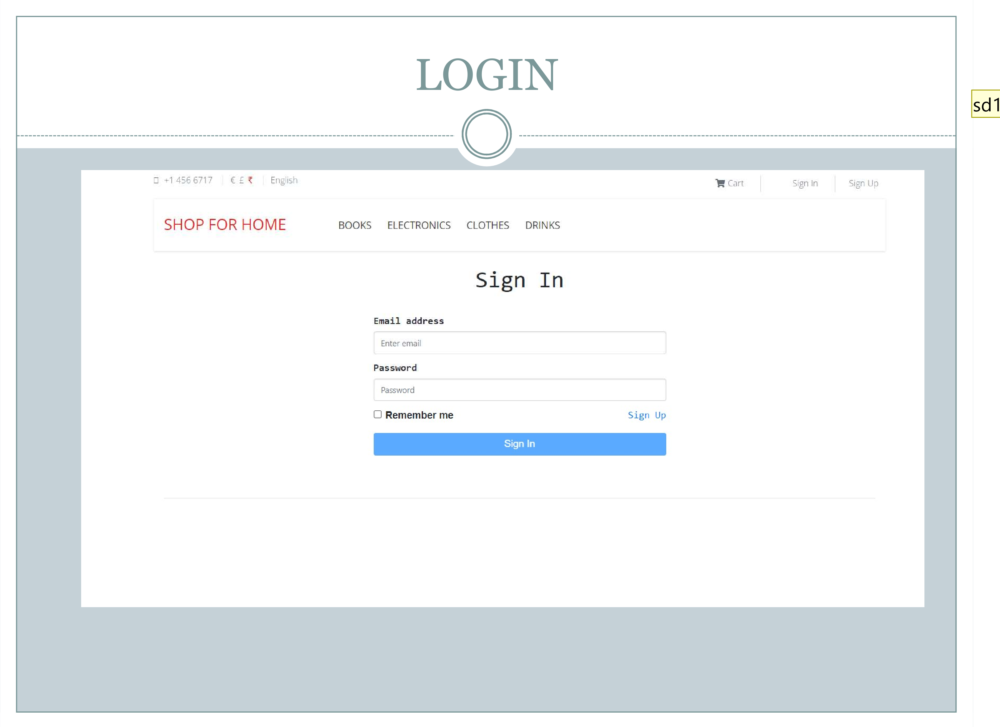 LOGIN
sd1
+1 456 6717 € £ ₹ English Cart Sign In Sign Up
SHOP FOR HOME BOOKS ELECTRONICS CLOTHES DRINKS
Sign In
Email address
Enter email
Password
Password
Remember me Sign Up
Sign In